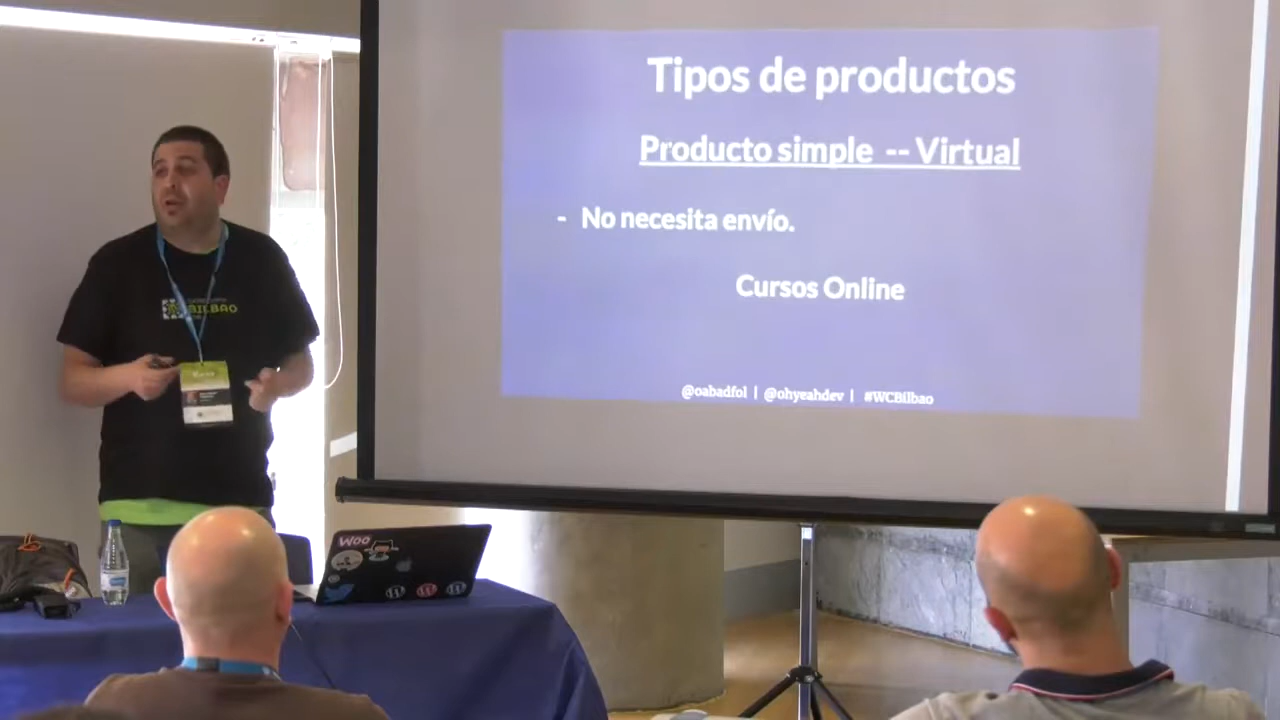 Tipos de productos
Producto simple -- Virtual
- No necesita envío.
Cursos Online
@oabadfol | @ohyeahdev | #WCBilbao
BILBAO
Woo